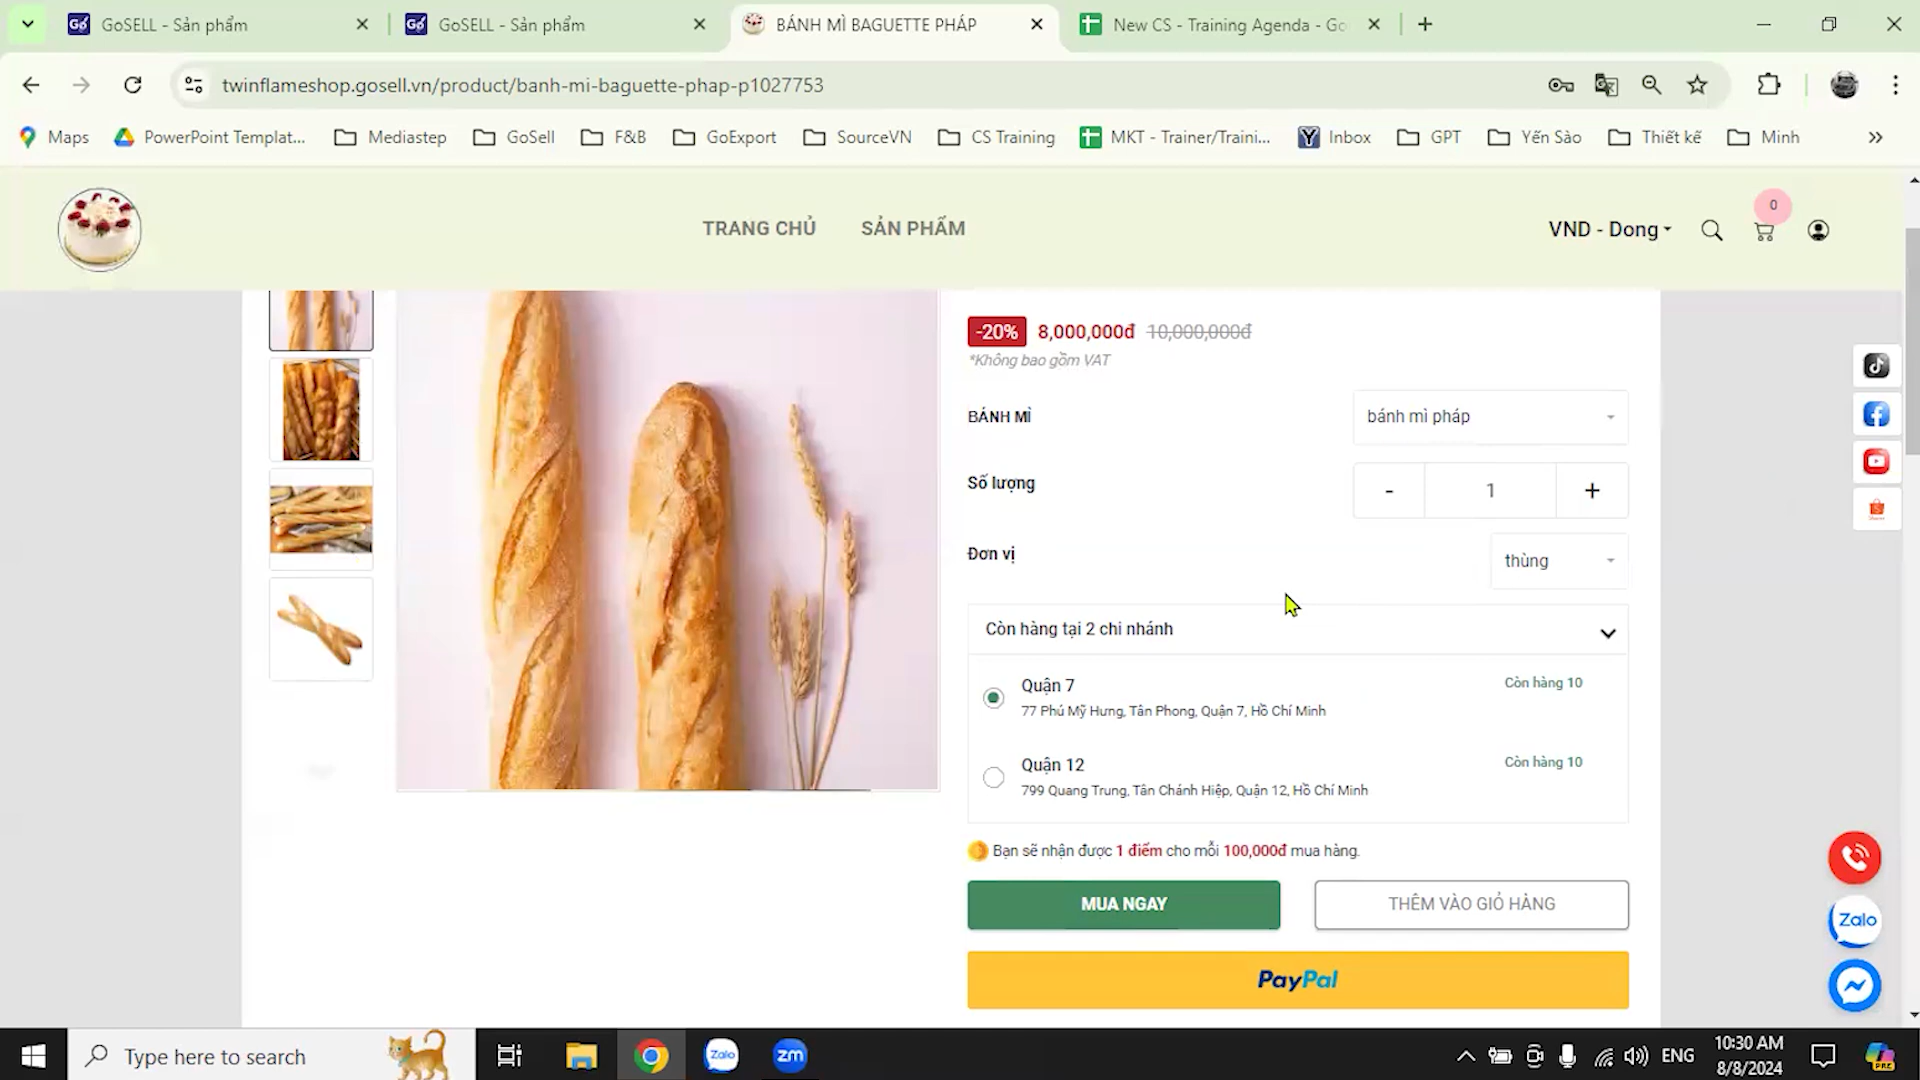 GoSELL - Sản phẩm
GoSELL - Sản phẩm
BÁNH MÌ BAGUETTE PHÁP
New CS - Training Agenda - Go
twinflameshop.gosell.vn/product/banh-mi-baguette-phap-p1027753
Maps
PowerPoint Templat...
Mediastep
GoSell
F&B
GoExport
SourceVN
CS Training
MKT - Trainer/Traini...
Inbox
GPT
Yến Sào
Thiết kế
Minh
TRANG CHỦ
SẢN PHẨM
VND - Dong
0
-20% 8,000,000đ 10,000,000đ
*Không bao gồm VAT
BÁNH MÌ
bánh mì pháp
Số lượng
- 1 +
Đơn vị
thùng
Còn hàng tại 2 chi nhánh
Quận 7
Còn hàng 10
77 Phú Mỹ Hưng, Tân Phong, Quận 7, Hồ Chí Minh
Quận 12
Còn hàng 10
799 Quang Trung, Tân Chánh Hiệp, Quận 12, Hồ Chí Minh
Bạn sẽ nhận được 1 điểm cho mỗi 100,000đ mua hàng.
MUA NGAY
THÊM VÀO GIỎ HÀNG
PayPal
Zalo
Type here to search
Zalo
zm
ENG
10:30 AM
8/8/2024
PRE